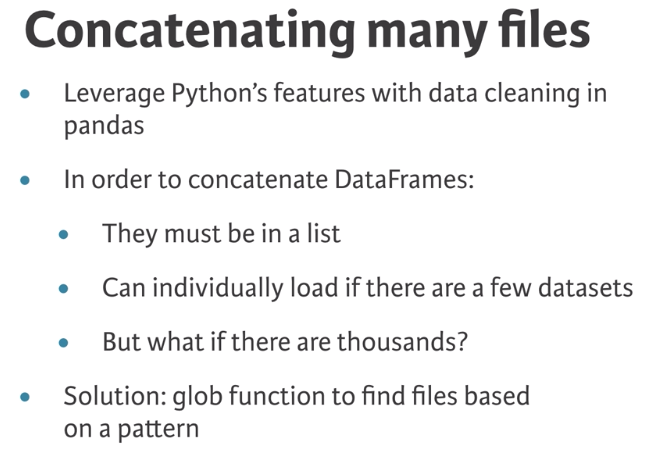 Concatenating many files
• Leverage Python’s features with data cleaning in
pandas
• In order to concatenate DataFrames:
• They must be in a list
• Can individually load if there are a few datasets
• But what if there are thousands?
• Solution: glob function to find files based
on a pattern